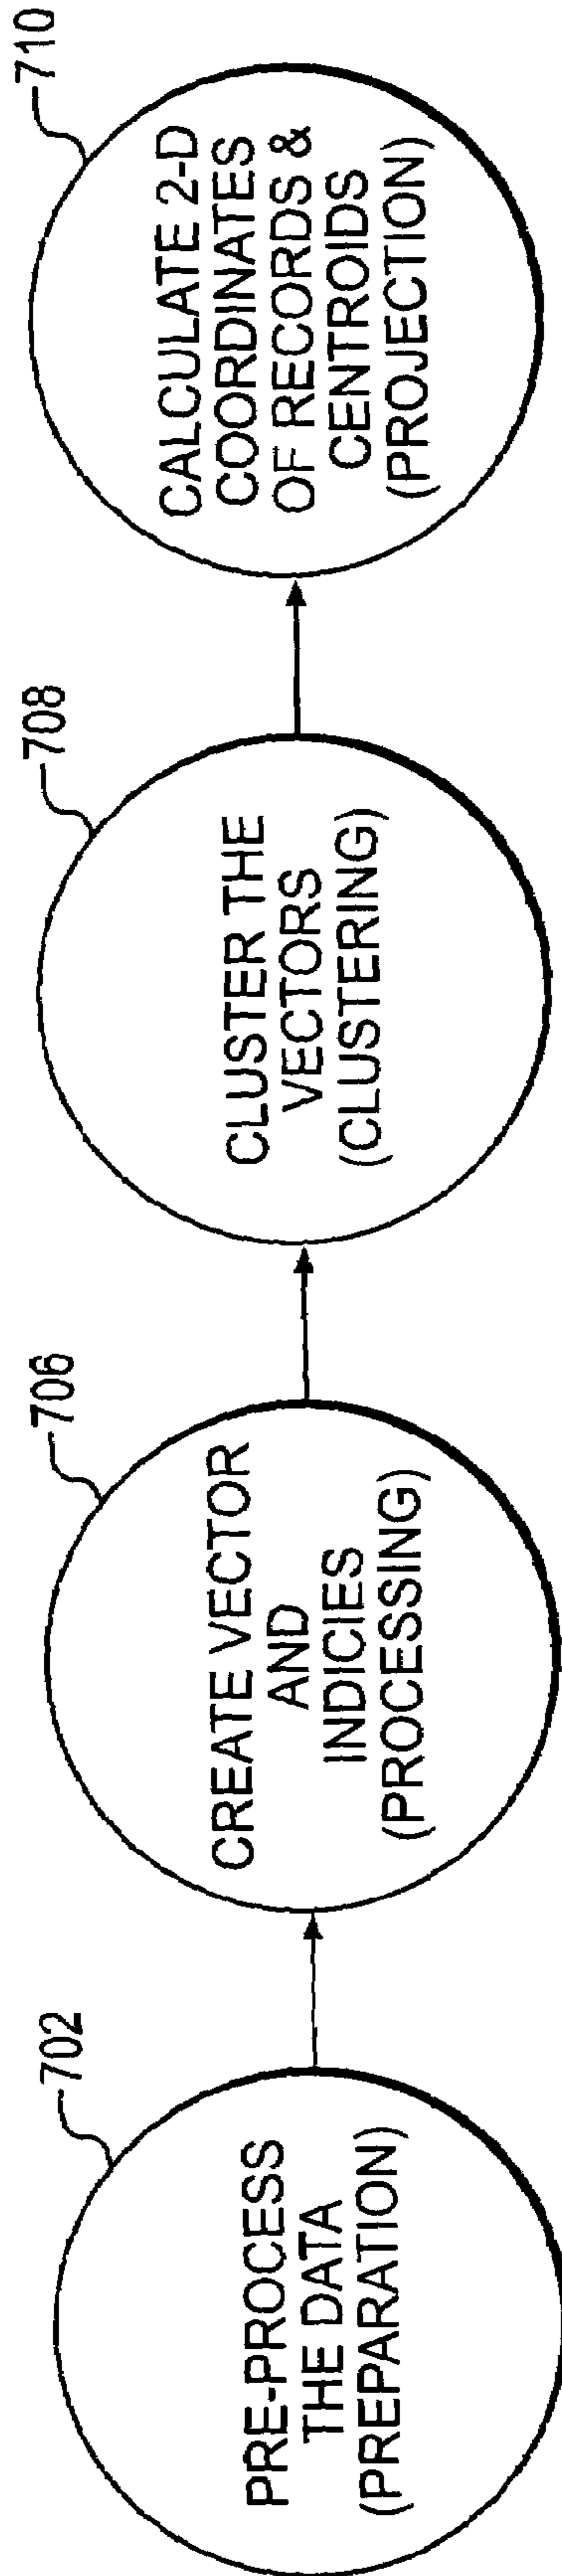 702
PRE-PROCESS
THE DATA
(PREPARATION)
706
CREATE VECTOR
AND
INDICIES
(PROCESSING)
708
CLUSTER THE
VECTORS
(CLUSTERING)
710
CALCULATE 2-D
COORDINATES
OF RECORDS &
CENTROIDS
(PROJECTION)